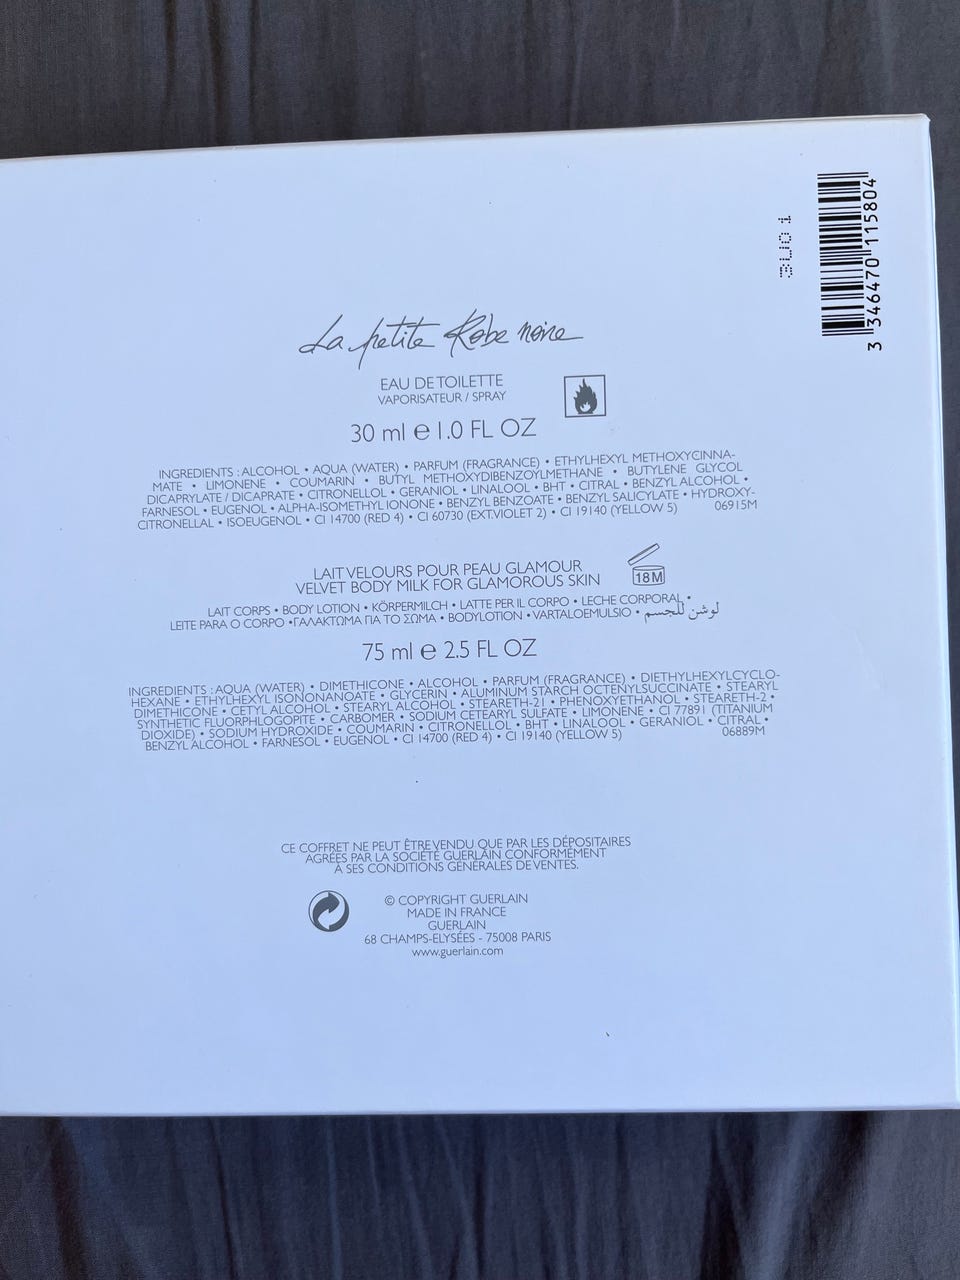 3 346470 115804
3U01
La petite Robe noire
EAU DE TOILETTE
VAPORISATEUR / SPRAY
30 ml e 1.0 FL OZ
INGREDIENTS : ALCOHOL • AQUA (WATER) • PARFUM (FRAGRANCE) • ETHYLHEXYL METHOXYCINNA-
MATE • LIMONENE • COUMARIN • BUTYL METHOXYDIBENZOYLMETHANE • BUTYLENE GLYCOL
DICAPRYLATE / DICAPRATE • CITRONELLOL • GERANIOL • LINALOOL • BHT • CITRAL • BENZYL ALCOHOL •
FARNESOL • EUGENOL • ALPHA-ISOMETHYL IONONE • BENZYL BENZOATE • BENZYL SALICYLATE • HYDROXY-
CITRONELLAL • ISOEUGENOL • CI 14700 (RED 4) • CI 60730 (EXT.VIOLET 2) • CI 19140 (YELLOW 5) 06915M
LAIT VELOURS POUR PEAU GLAMOUR
VELVET BODY MILK FOR GLAMOROUS SKIN
18M
LAIT CORPS • BODY LOTION • KÖRPERMILCH • LATTE PER IL CORPO • LECHE CORPORAL •
LEITE PARA O CORPO •ΓΑΛΑΚΤΩΜΑ ΓΙΑ ΤΟ ΣΩΜΑ • BODYLOTION • VARTALOEMULSIO • لوشن للجسم
75 ml e 2.5 FL OZ
INGREDIENTS : AQUA (WATER) • DIMETHICONE • ALCOHOL • PARFUM (FRAGRANCE) • DIETHYLHEXYLCYCLO-
HEXANE • ETHYLHEXYL ISONONANOATE • GLYCERIN • ALUMINUM STARCH OCTENYLSUCCINATE • STEARYL
DIMETHICONE • CETYL ALCOHOL • STEARYL ALCOHOL • STEARETH-21 • PHENOXYETHANOL • STEARETH-2 •
SYNTHETIC FLUORPHLOGOPITE • CARBOMER • SODIUM CETEARYL SULFATE • LIMONENE • CI 77891 (TITANIUM
DIOXIDE) • SODIUM HYDROXIDE • COUMARIN • CITRONELLOL • BHT • LINALOOL • GERANIOL • CITRAL •
BENZYL ALCOHOL • FARNESOL • EUGENOL • CI 14700 (RED 4) • CI 19140 (YELLOW 5) 06889M
CE COFFRET NE PEUT ÊTRE VENDU QUE PAR LES DÉPOSITAIRES
AGRÉÉS PAR LA SOCIÉTÉ GUERLAIN CONFORMÉMENT
À SES CONDITIONS GÉNÉRALES DE VENTES.
© COPYRIGHT GUERLAIN
MADE IN FRANCE
GUERLAIN
68 CHAMPS-ELYSÉES - 75008 PARIS
www.guerlain.com